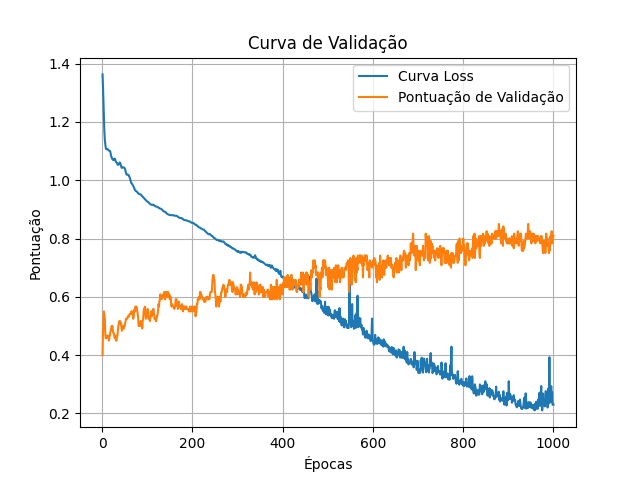 Curva de Validação
Curva Loss
Pontuação de Validação
Pontuação
1.4
1.2
1.0
0.8
0.6
0.4
0.2
0
200
400
600
800
1000
Épocas